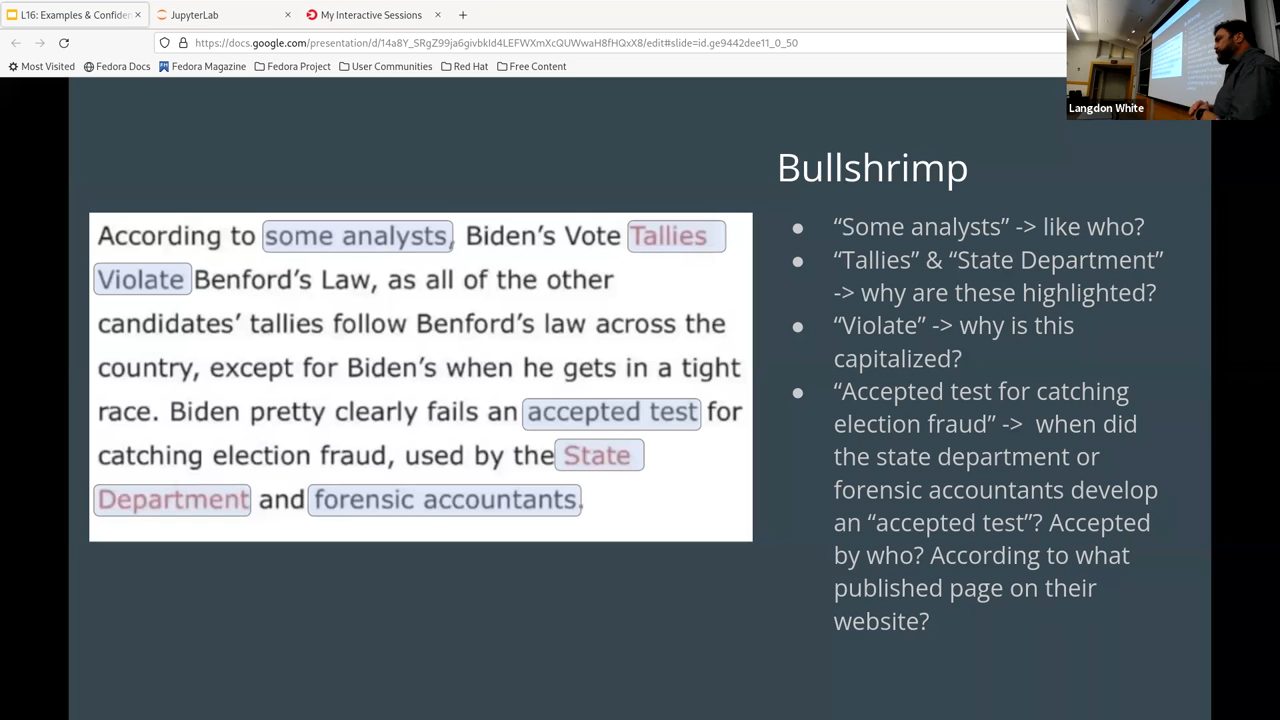 L16: Examples & Confiden
JupyterLab
My Interactive Sessions
https://docs.google.com/presentation/d/14a8Y_SRgZ99ja6givbkId4LEFWXmXcQUWwaH8fHQxX8/edit#slide=id.ge9442dee11_0_50
Most Visited Fedora Docs Fedora Magazine Fedora Project User Communities Red Hat Free Content
Langdon White
According to some analysts, Biden’s Vote Tallies
Violate Benford’s Law, as all of the other
candidates’ tallies follow Benford’s law across the
country, except for Biden’s when he gets in a tight
race. Biden pretty clearly fails an accepted test for
catching election fraud, used by the State
Department and forensic accountants.
Bullshrimp
● “Some analysts” -> like who?
● “Tallies” & “State Department”
-> why are these highlighted?
● “Violate” -> why is this
capitalized?
● “Accepted test for catching
election fraud” -> when did
the state department or
forensic accountants develop
an “accepted test”? Accepted
by who? According to what
published page on their
website?